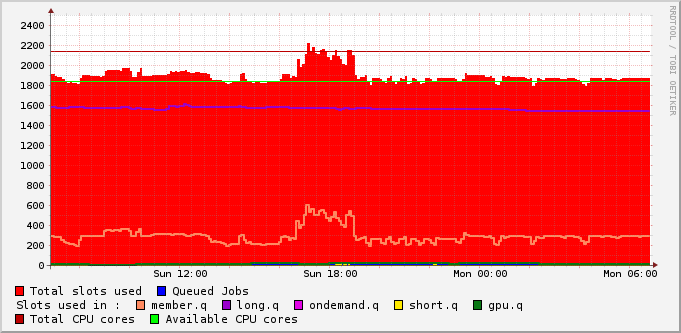 2400
2200
2000
1800
1600
1400
1200
1000
800
600
400
200
0
Sun 12:00 Sun 18:00 Mon 00:00 Mon 06:00
Total slots used Queued Jobs
Slots used in : member.q long.q ondemand.q short.q gpu.q
Total CPU cores Available CPU cores
RRDTOOL / TOBI OETIKER